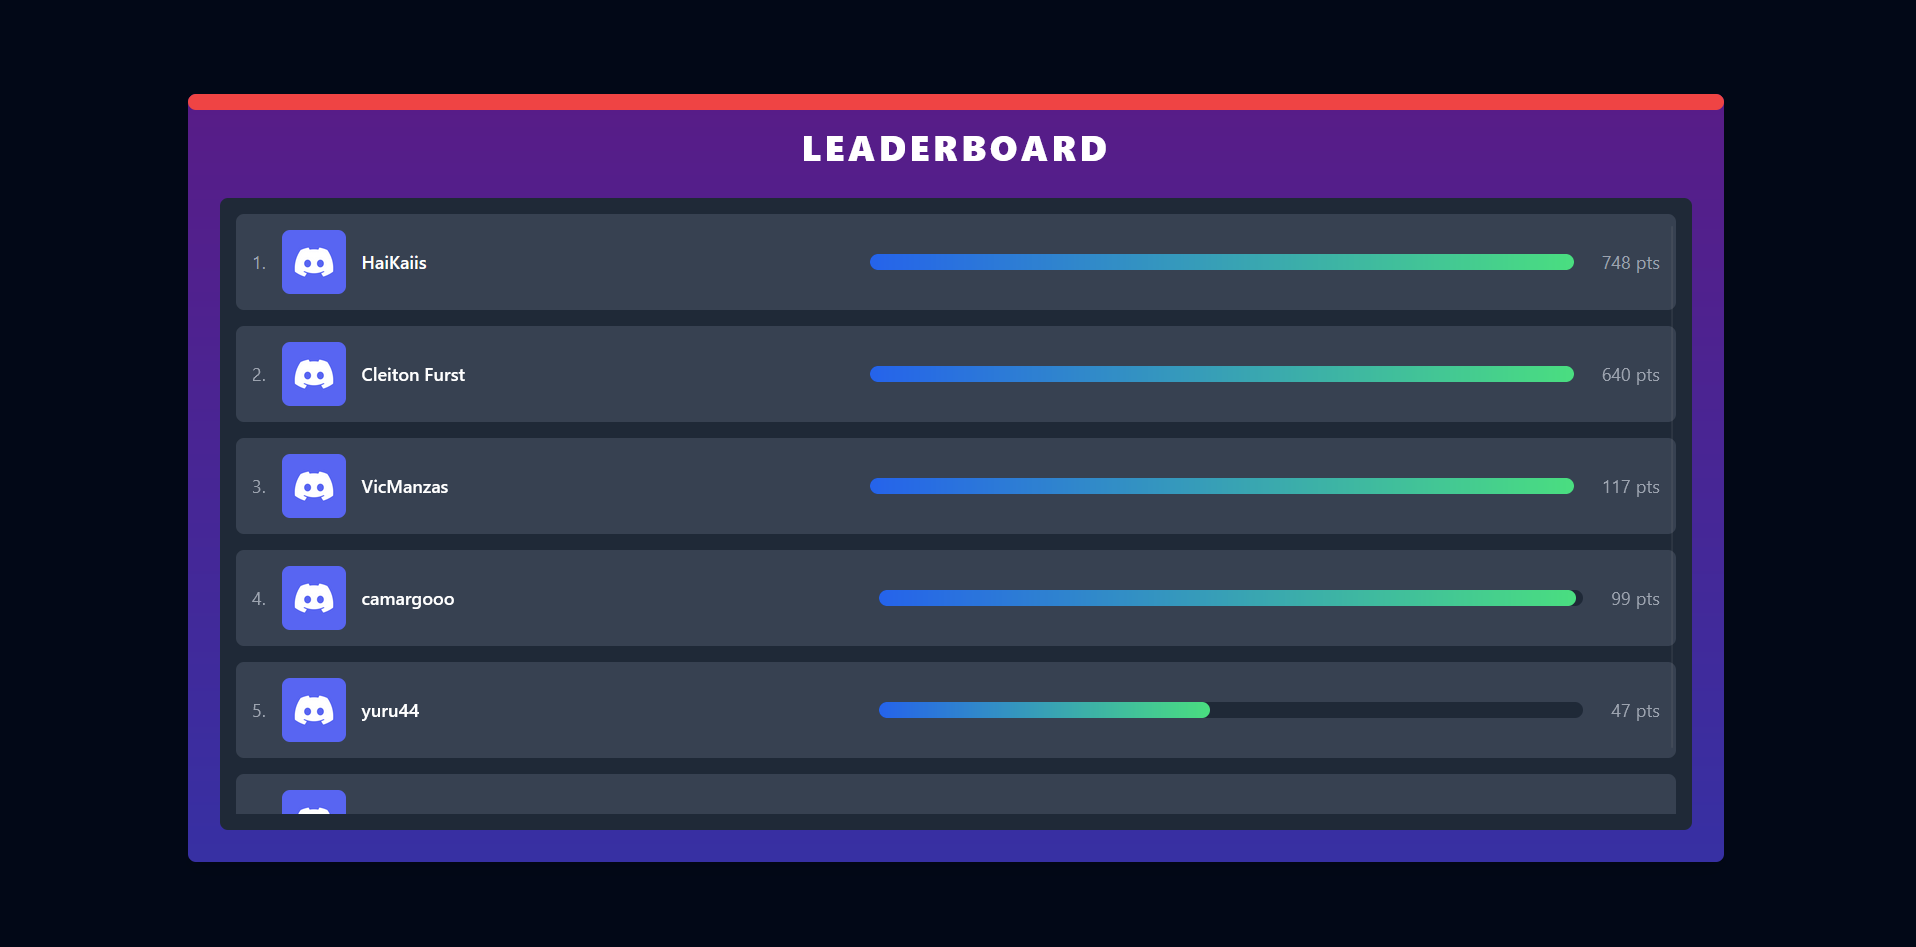 LEADERBOARD
1. HaiKaiis 748 pts
2. Cleiton Furst 640 pts
3. VicManzas 117 pts
4. camargooo 99 pts
5. yuru44 47 pts